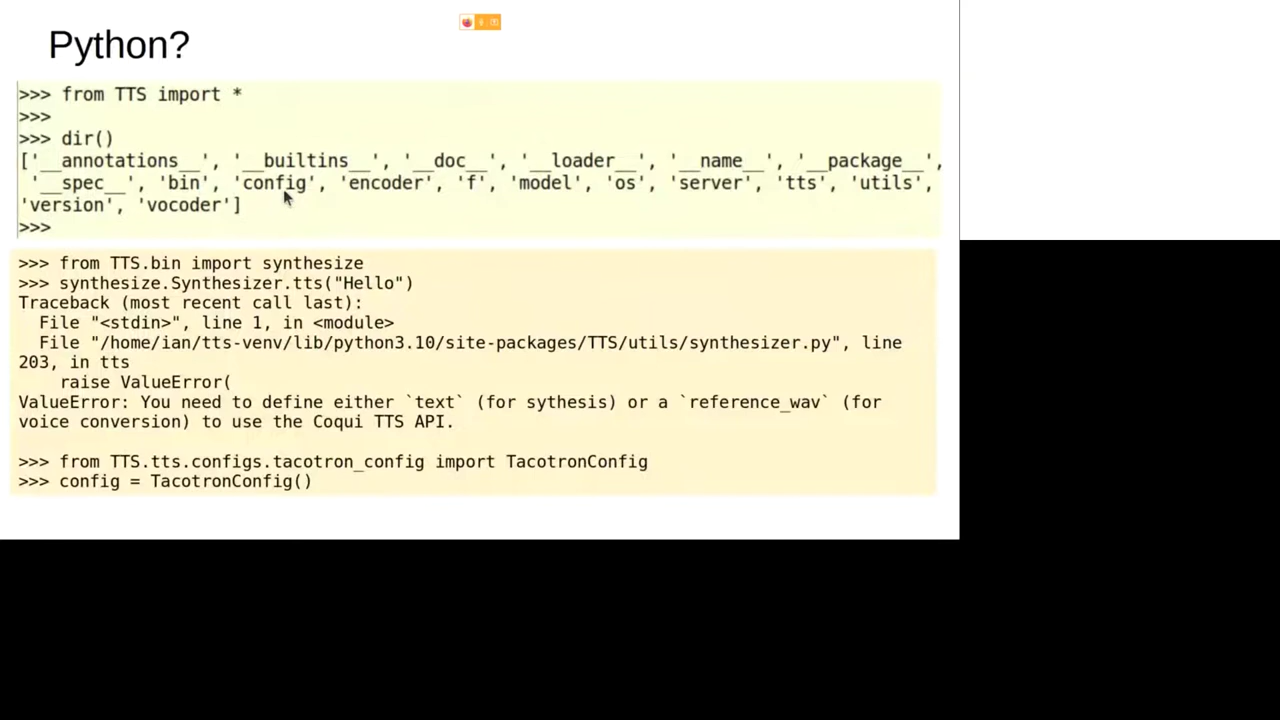 Python?
>>> from TTS import *
>>>
>>> dir()
['__annotations__', '__builtins__', '__doc__', '__loader__', '__name__', '__package__',
'__spec__', 'bin', 'config', 'encoder', 'f', 'model', 'os', 'server', 'tts', 'utils',
'version', 'vocoder']
>>>
>>> from TTS.bin import synthesize
>>> synthesize.Synthesizer.tts("Hello")
Traceback (most recent call last):
  File "<stdin>", line 1, in <module>
  File "/home/ian/tts-venv/lib/python3.10/site-packages/TTS/utils/synthesizer.py", line
203, in tts
    raise ValueError(
ValueError: You need to define either `text` (for sythesis) or a `reference_wav` (for
voice conversion) to use the Coqui TTS API.
>>> from TTS.tts.configs.tacotron_config import TacotronConfig
>>> config = TacotronConfig()